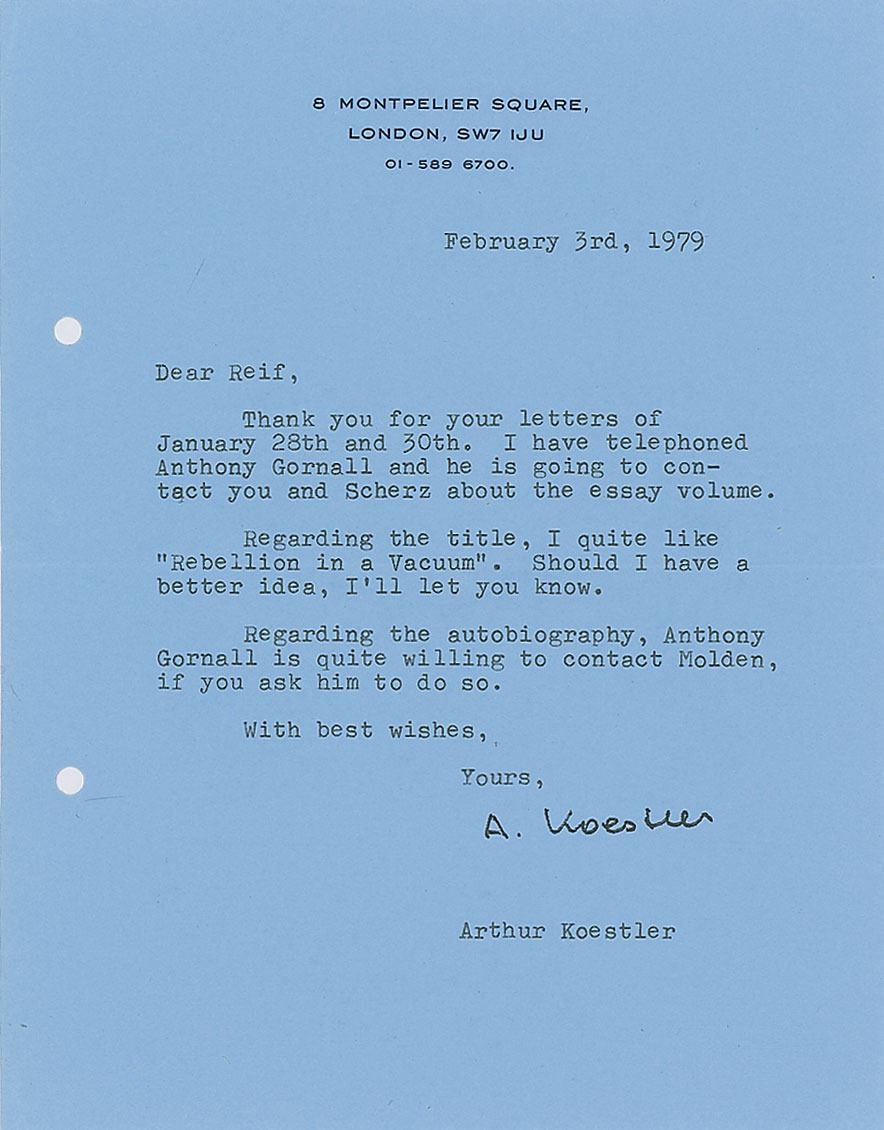 8 MONTPELIER SQUARE,
LONDON, SW7 1JU
01-589 6700.
February 3rd, 1979
Dear Reif,
Thank you for your letters of
January 28th and 30th. I have telephoned
Anthony Gornall and he is going to con-
tact you and Scherz about the essay volume.
Regarding the title, I quite like
"Rebellion in a Vacuum". Should I have a
better idea, I'll let you know.
Regarding the autobiography, Anthony
Gornall is quite willing to contact Molden,
if you ask him to do so.
With best wishes,
Yours,
A. Koestler
Arthur Koestler